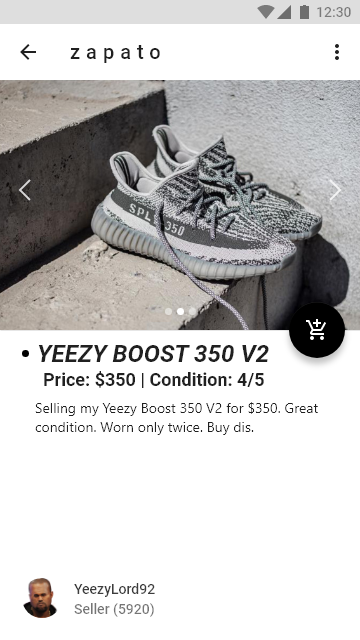 12:30
zapato
SPLY 350
YEEZY BOOST 350 V2
Price: $350 | Condition: 4/5
Selling my Yeezy Boost 350 V2 for $350. Great
condition. Worn only twice. Buy dis.
YeezyLord92
Seller (5920)